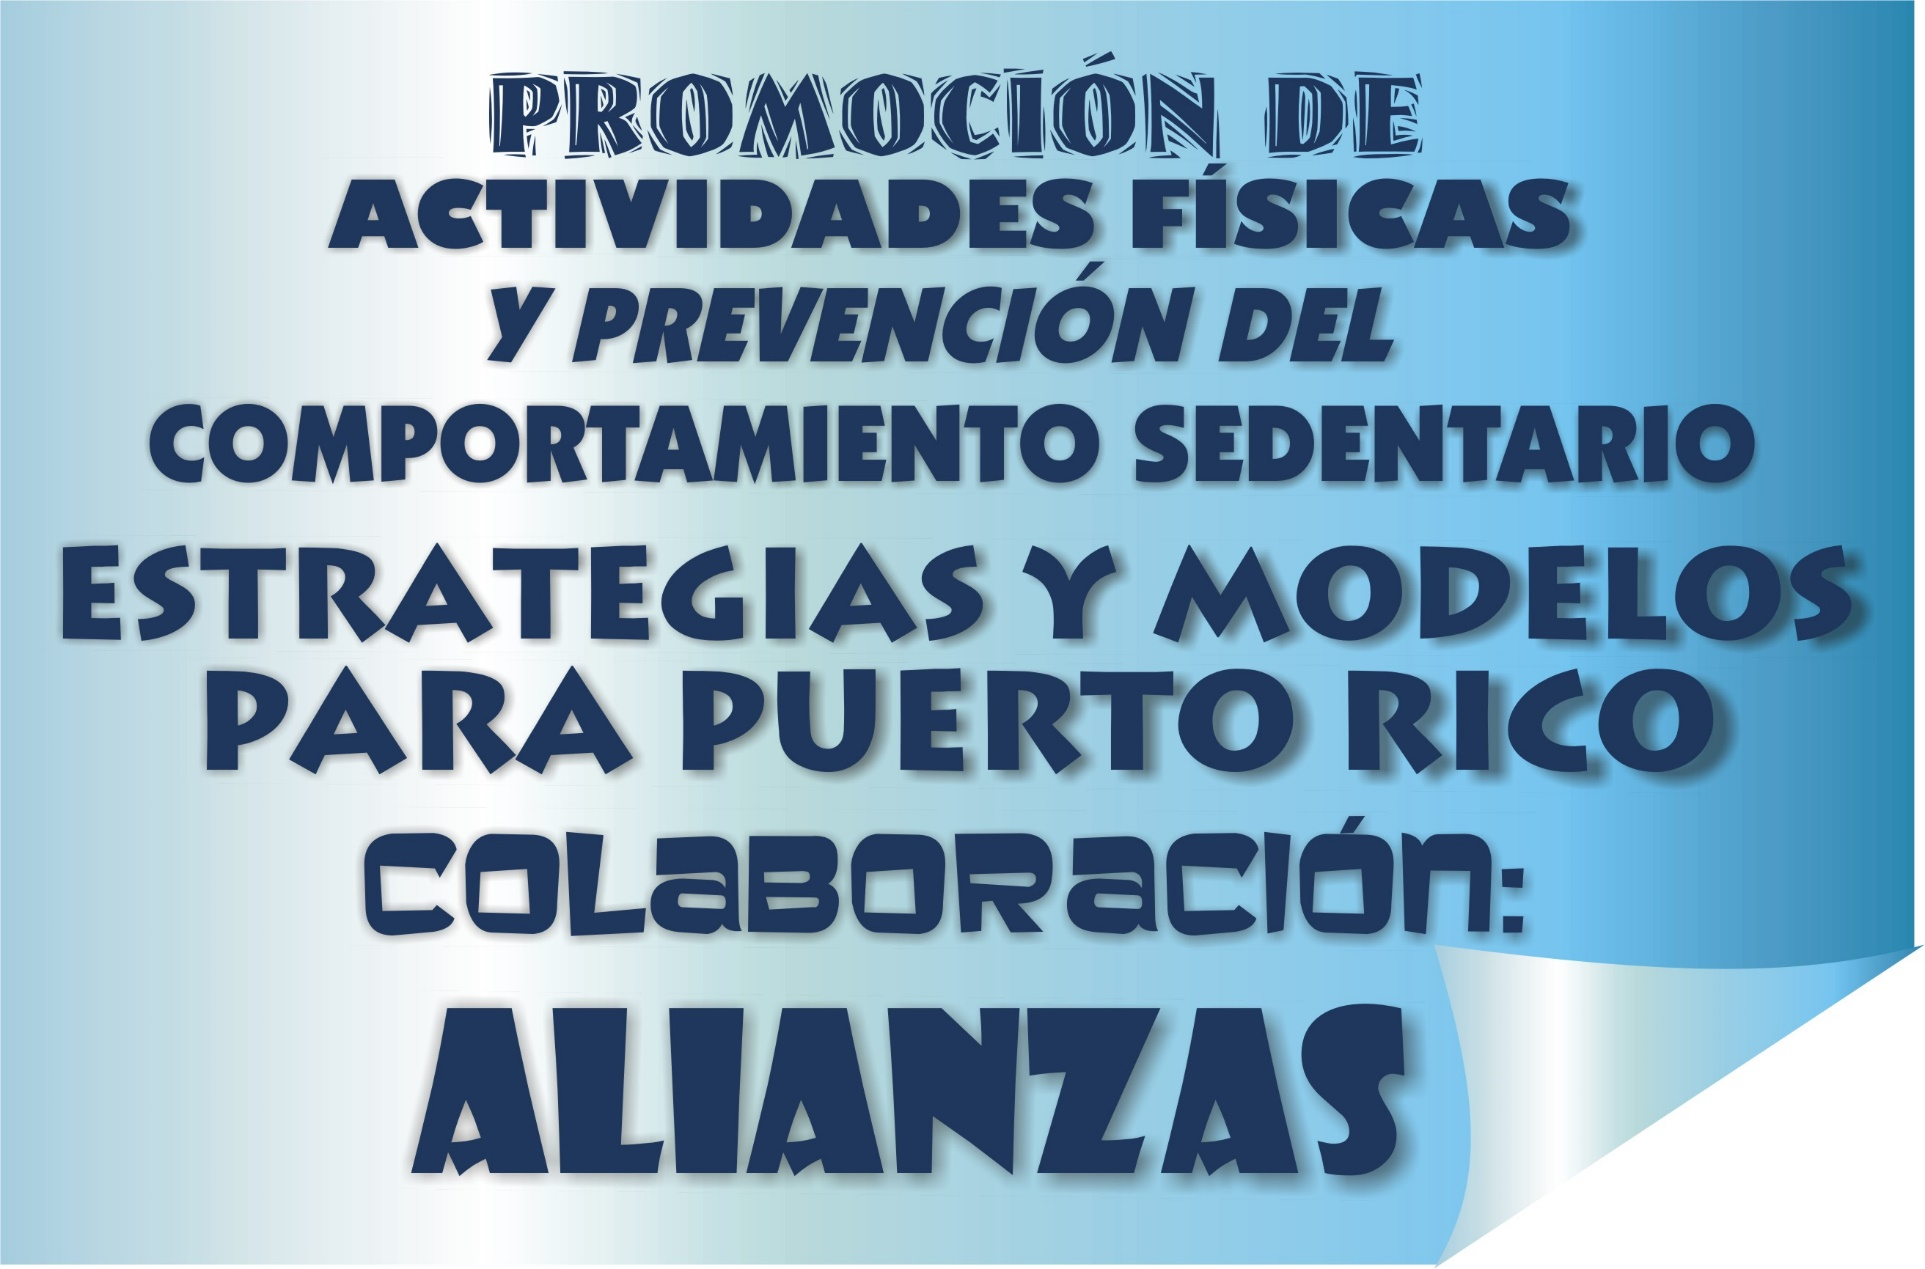 PROMOCIÓN DE
ACTIVIDADES FÍSICAS
Y PREVENCIÓN DEL
COMPORTAMIENTO SEDENTARIO
ESTRATEGIAS Y MODELOS
PARA PUERTO RICO
COLaBORaCIón:
ALIANZAS